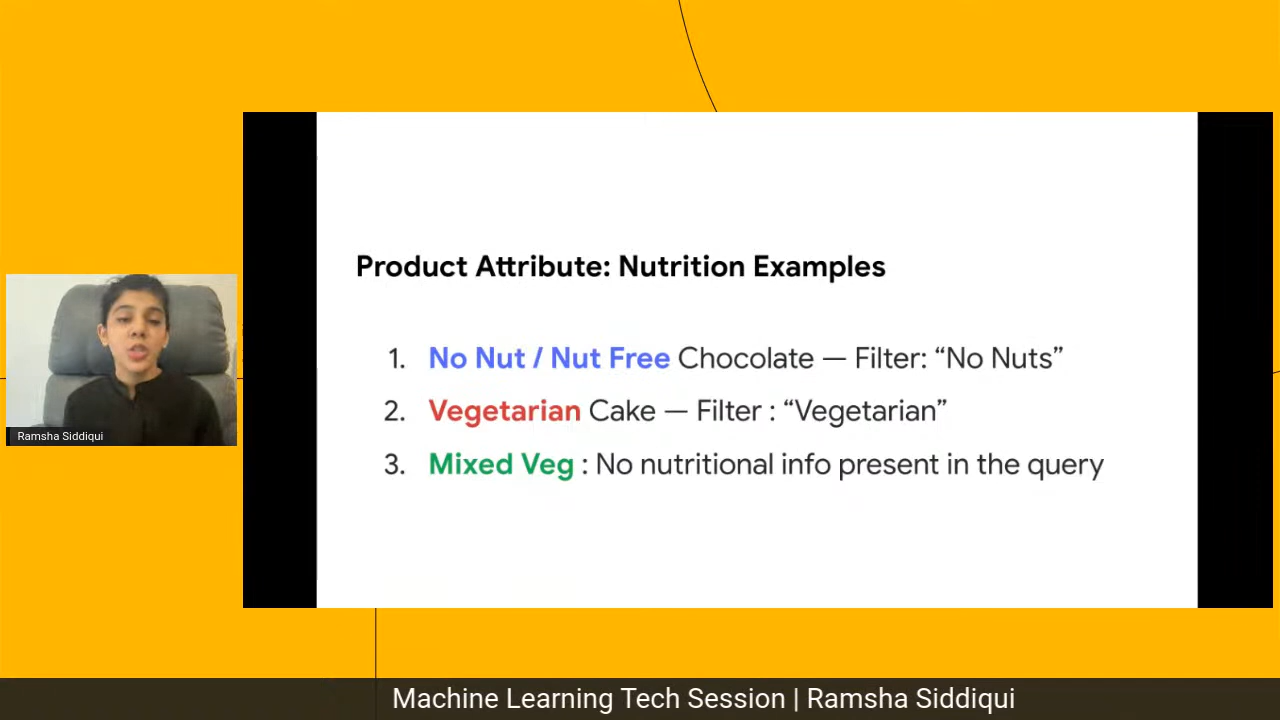 Product Attribute: Nutrition Examples
1. No Nut / Nut Free Chocolate — Filter: “No Nuts”
2. Vegetarian Cake — Filter : “Vegetarian”
3. Mixed Veg : No nutritional info present in the query
Ramsha Siddiqui
Machine Learning Tech Session | Ramsha Siddiqui